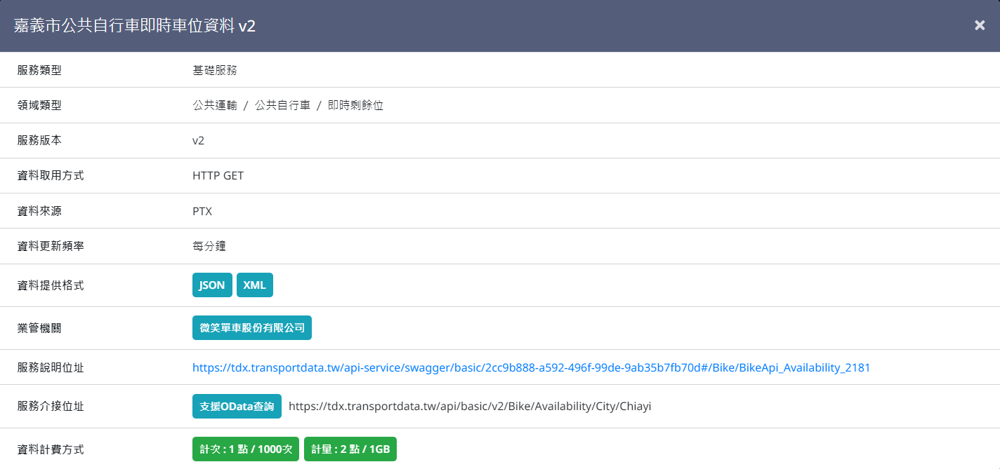 嘉義市公共自行車即時車位資料 v2 ×
服務類型 基礎服務
領域類型 公共運輸 / 公共自行車 / 即時剩餘位
服務版本 v2
資料取用方式 HTTP GET
資料來源 PTX
資料更新頻率 每分鐘
資料提供格式 JSON XML
業管機關 微笑單車股份有限公司
服務說明位址 https://tdx.transportdata.tw/api-service/swagger/basic/2cc9b888-a592-496f-99de-9ab35b7fb70d#/Bike/BikeApi_Availability_2181
服務介接位址 支援OData查詢 https://tdx.transportdata.tw/api/basic/v2/Bike/Availability/City/Chiayi
資料計費方式 計次 : 1 點 / 1000次 計量 : 2 點 / 1GB